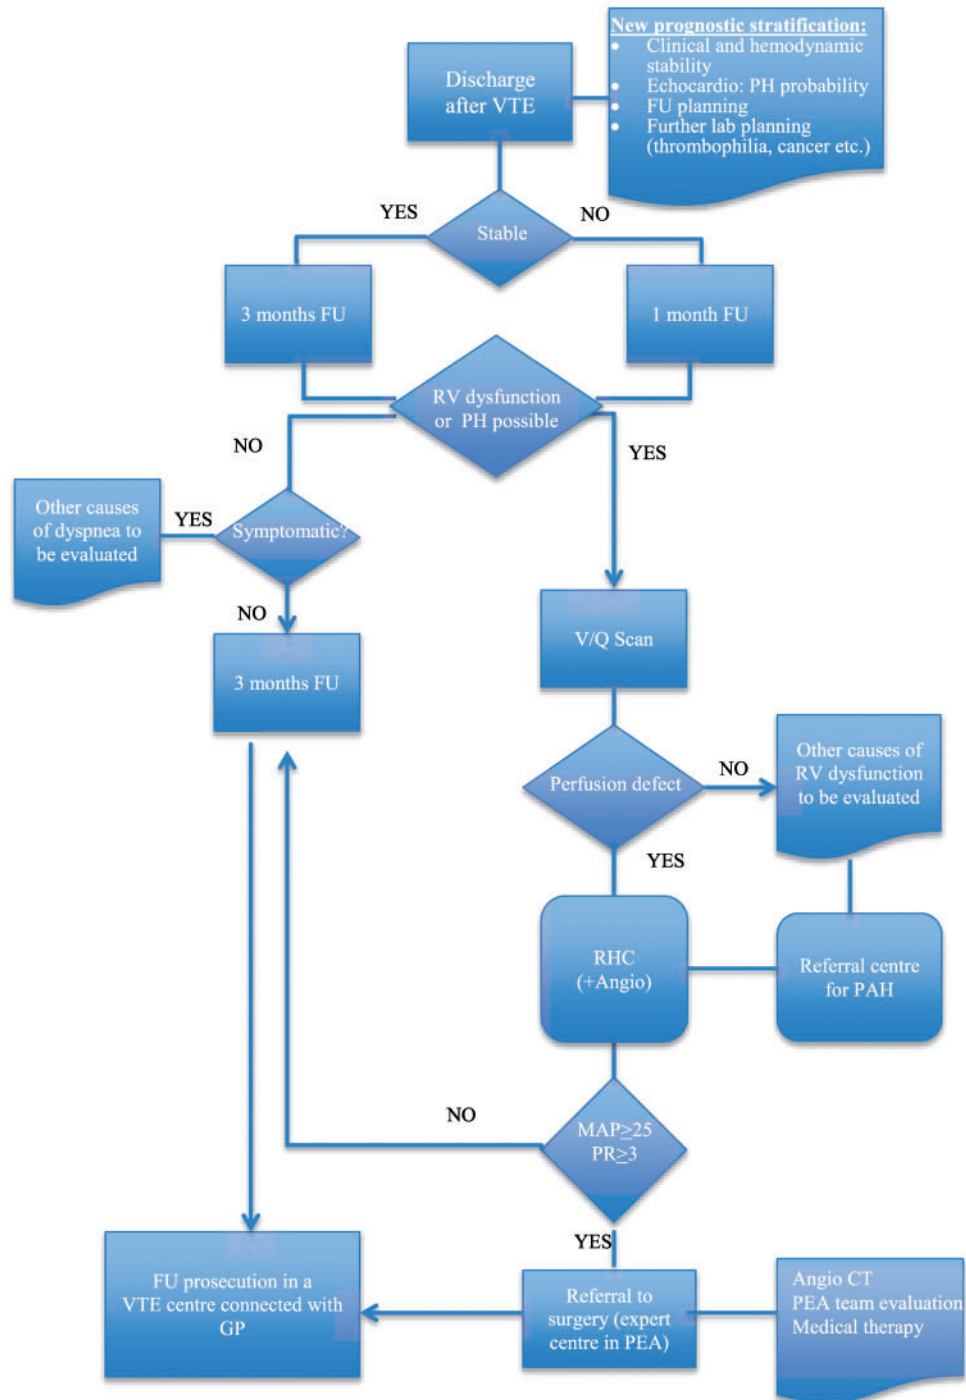 New prognostic stratification:
• Clinical and hemodynamic
stability
• Echocardio: PH probability
• FU planning
• Further lab planning
(thrombophilia, cancer etc.)
Discharge
after VTE
YES
NO
Stable
3 months FU
1 month FU
RV dysfunction
or PH possible
NO
YES
Other causes
of dyspnea to
be evaluated
YES
Symptomatic?
NO
3 months FU
V/Q Scan
Perfusion defect
NO
Other causes of
RV dysfunction
to be evaluated
YES
RHC
(+Angio)
Referral centre
for PAH
NO
MAP≥25
PR≥3
YES
FU prosecution in a
VTE centre connected with
GP
Referral to
surgery (expert
centre in PEA)
Angio CT
PEA team evaluation
Medical therapy